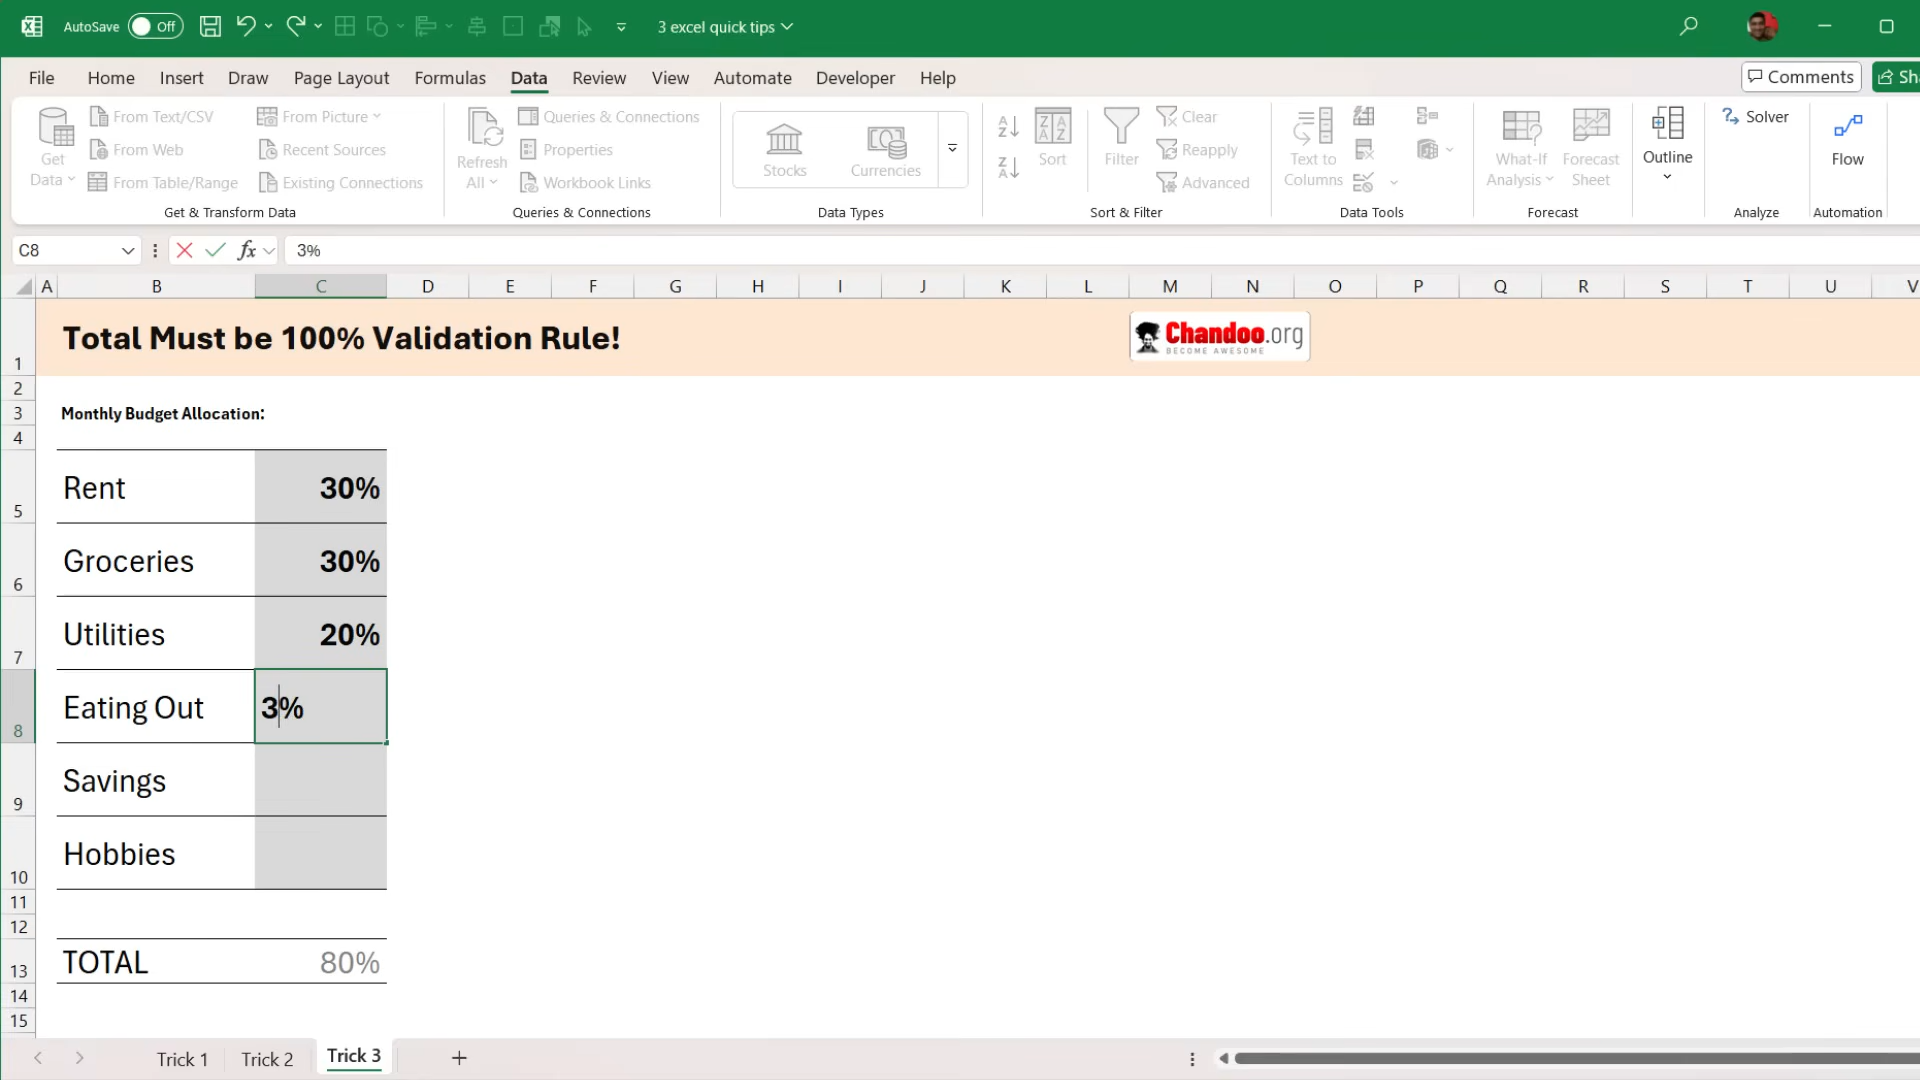 AutoSave Off 3 excel quick tips
File Home Insert Draw Page Layout Formulas Data Review View Automate Developer Help Comments Sha
Get Data
From Text/CSV
From Web
From Table/Range
From Picture
Recent Sources
Existing Connections
Get & Transform Data
Refresh All
Queries & Connections
Properties
Workbook Links
Queries & Connections
Stocks
Currencies
Data Types
Sort
Filter
Clear
Reapply
Advanced
Sort & Filter
Text to Columns
Data Tools
What-If Analysis
Forecast Sheet
Forecast
Outline
Solver
Analyze
Flow
Automation
C8 fx 3%
A B C D E F G H I J K L M N O P Q R S T U V
1 Total Must be 100% Validation Rule! Chandoo.org
BECOME AWESOME
2
3 Monthly Budget Allocation:
4
5 Rent 30%
6 Groceries 30%
7 Utilities 20%
8 Eating Out 3%
9 Savings
10 Hobbies
11
12
13 TOTAL 80%
14
15
Trick 1 Trick 2 Trick 3